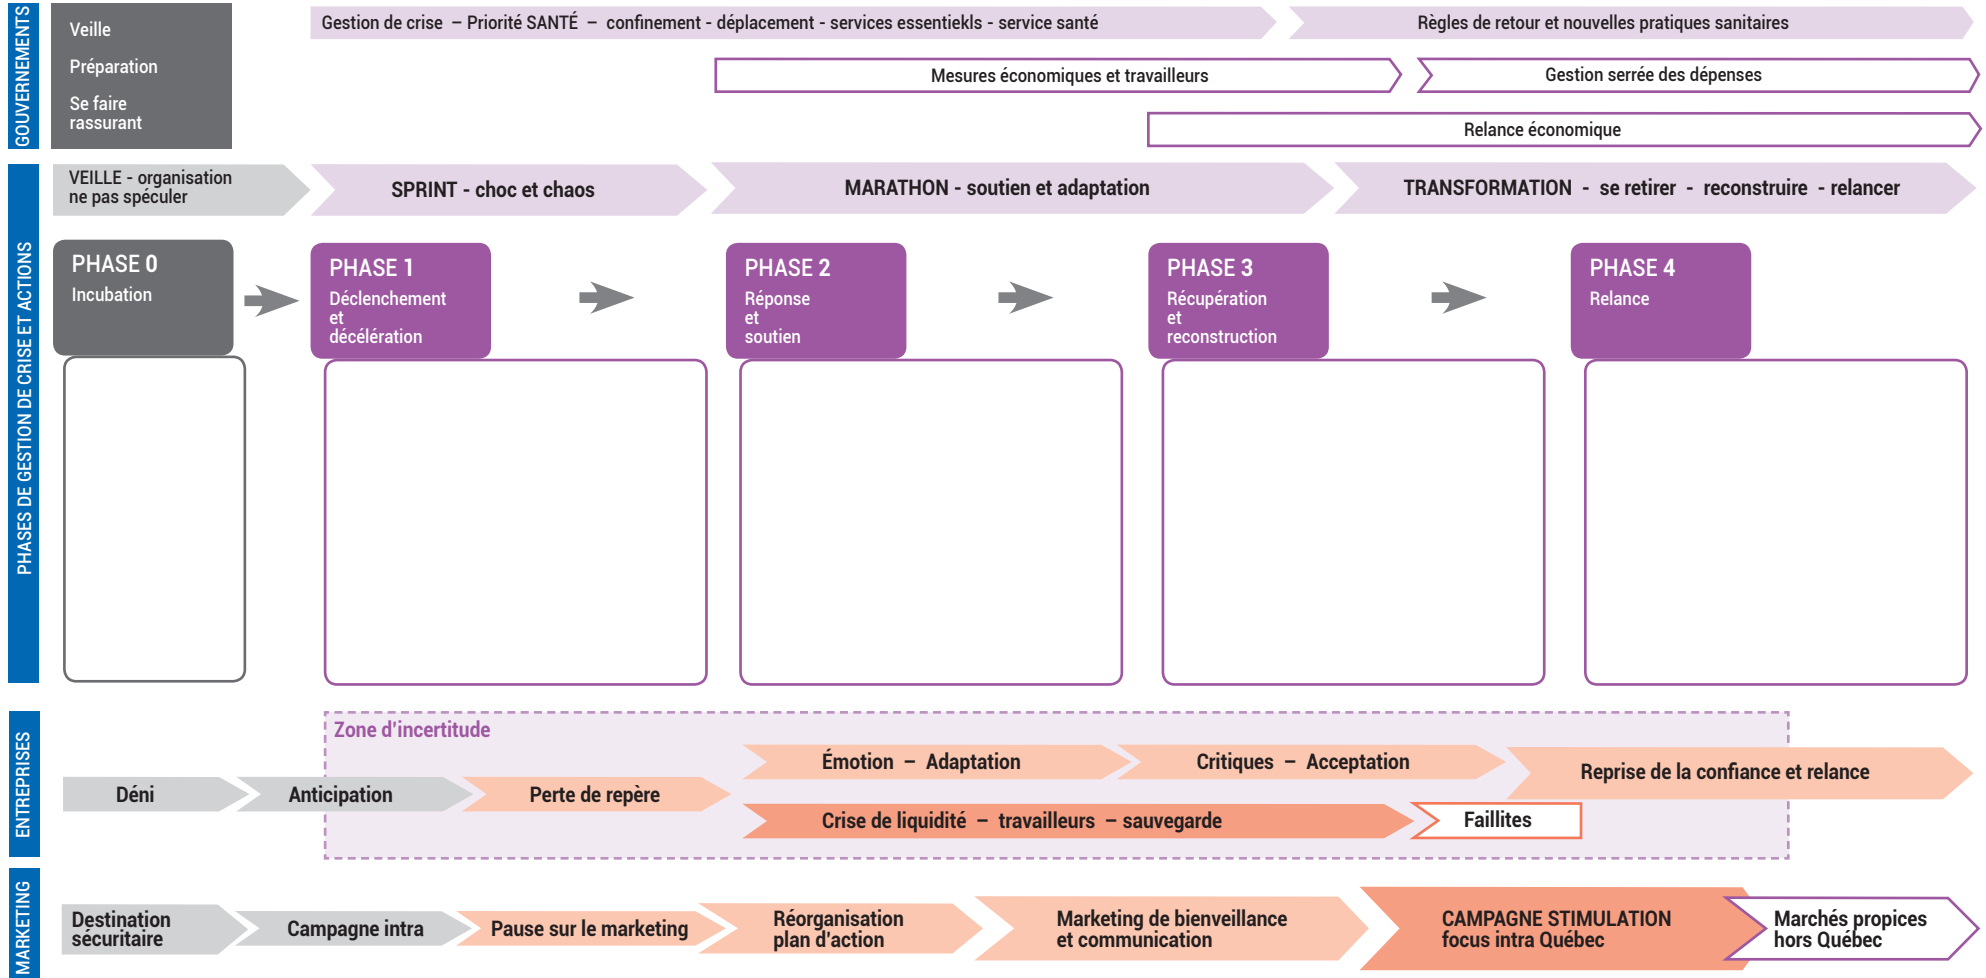 GOUVERNEMENTS
Veille
Préparation
Se faire
rassurant
Gestion de crise – Priorité SANTÉ – confinement - déplacement - services essentiekls - service santé
Règles de retour et nouvelles pratiques sanitaires
Mesures économiques et travailleurs
Gestion serrée des dépenses
Relance économique
PHASES DE GESTION DE CRISE ET ACTIONS
VEILLE - organisation
ne pas spéculer
SPRINT - choc et chaos
MARATHON - soutien et adaptation
TRANSFORMATION - se retirer - reconstruire - relancer
PHASE 0
Incubation
PHASE 1
Déclenchement
et
décélération
PHASE 2
Réponse
et
soutien
PHASE 3
Récupération
et
reconstruction
PHASE 4
Relance
ENTREPRISES
Zone d'incertitude
Déni
Anticipation
Perte de repère
Émotion – Adaptation
Critiques – Acceptation
Reprise de la confiance et relance
Crise de liquidité – travailleurs – sauvegarde
Faillites
MARKETING
Destination
sécuritaire
Campagne intra
Pause sur le marketing
Réorganisation
plan d'action
Marketing de bienveillance
et communication
CAMPAGNE STIMULATION
focus intra Québec
Marchés propices
hors Québec